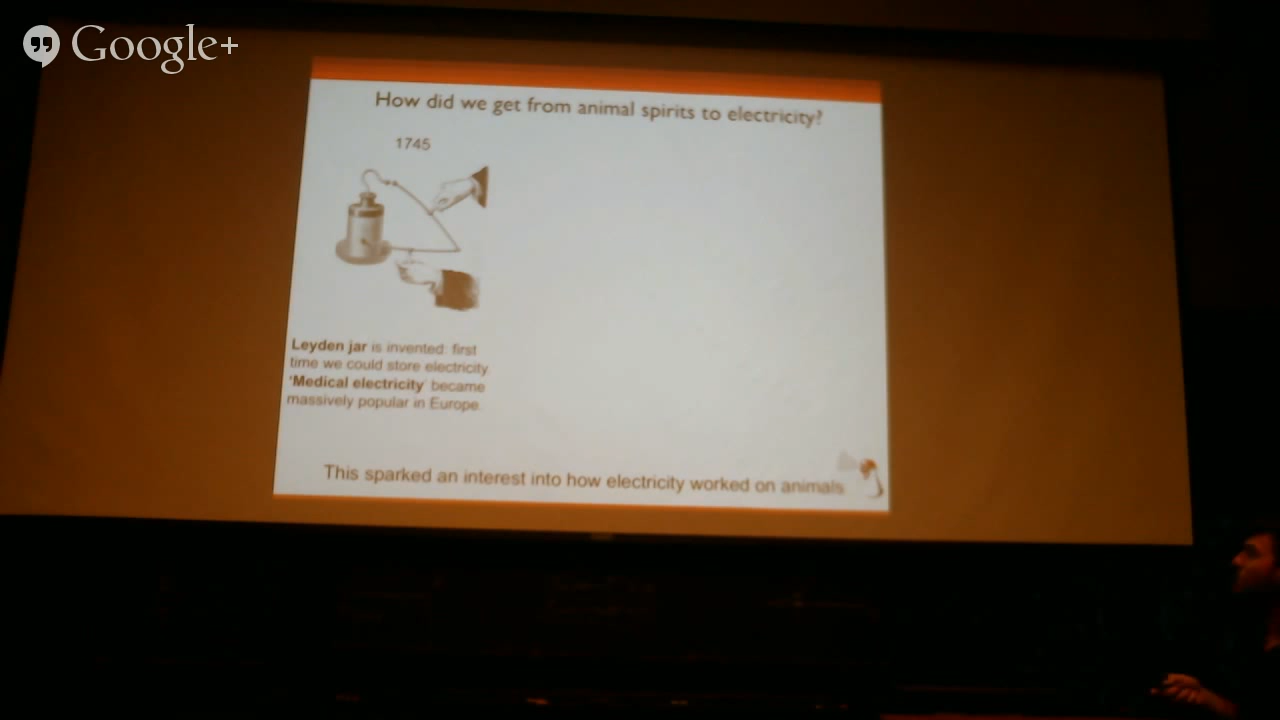 Google+
How did we get from animal spirits to electricity?
1745
Leyden jar is invented: first
time we could store electricity.
'Medical electricity' became
massively popular in Europe.
This sparked an interest into how electricity worked on animals